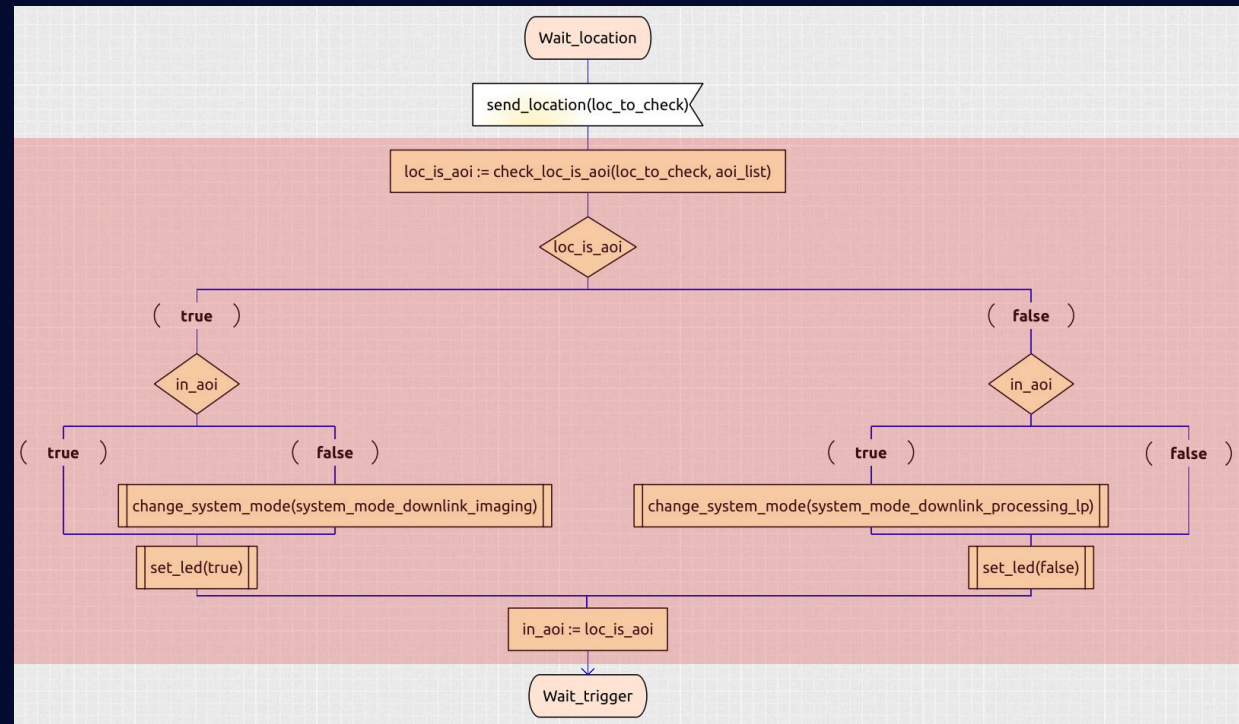 Wait_location
send_location(loc_to_check)
loc_is_aoi := check_loc_is_aoi(loc_to_check, aoi_list)
loc_is_aoi
( true )
( false )
in_aoi
in_aoi
( true )
( false )
( true )
( false )
change_system_mode(system_mode_downlink_imaging)
change_system_mode(system_mode_downlink_processing_lp)
set_led(true)
set_led(false)
in_aoi := loc_is_aoi
Wait_trigger